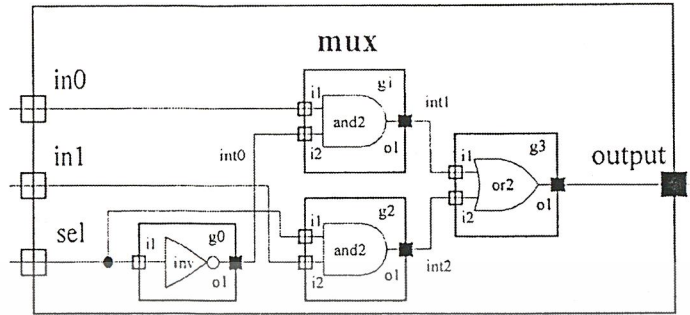 mux
in0
i1
g1
int1
and2
i2
o1
int0
in1
i1
g3
output
or2
i2
o1
sel
i1
g0
inv
o1
i1
g2
and2
i2
o1
int2